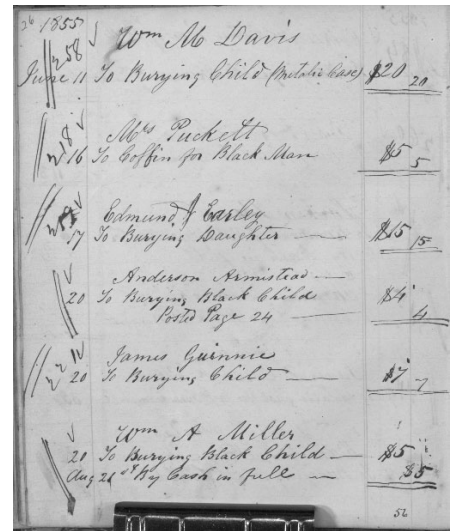 26 1855
58 Wm M Davis
June 11 To Burying Child (Metalic Case) $20 20
Mrs Puckett
16 To Coffin for Black Man $5 5
Edmund J Earley
17 To Burying Daughter — $15 15
Anderson Armistead —
20 To Burying Black Child $4
Posted Page 24 — 4
James Guinnie
20 To Burying Child — $7 7
Wm A Miller
20 To Burying Black Child — $5
Aug 21st By Cash in full — $5
56